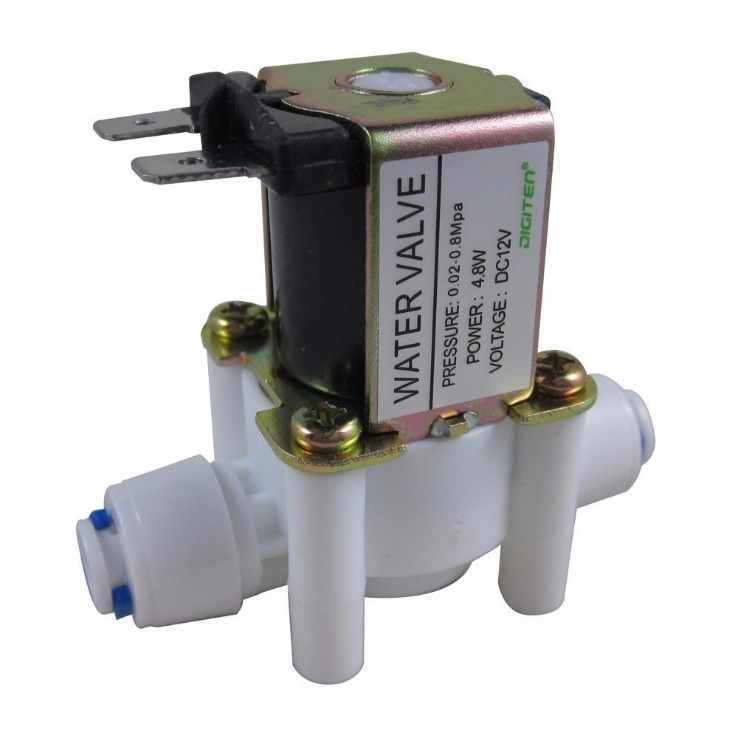 WATER VALVE
PRESSURE: 0.02-0.8Mpa
POWER: 4.8W
VOLTAGE: DC12V
DIGITEN®